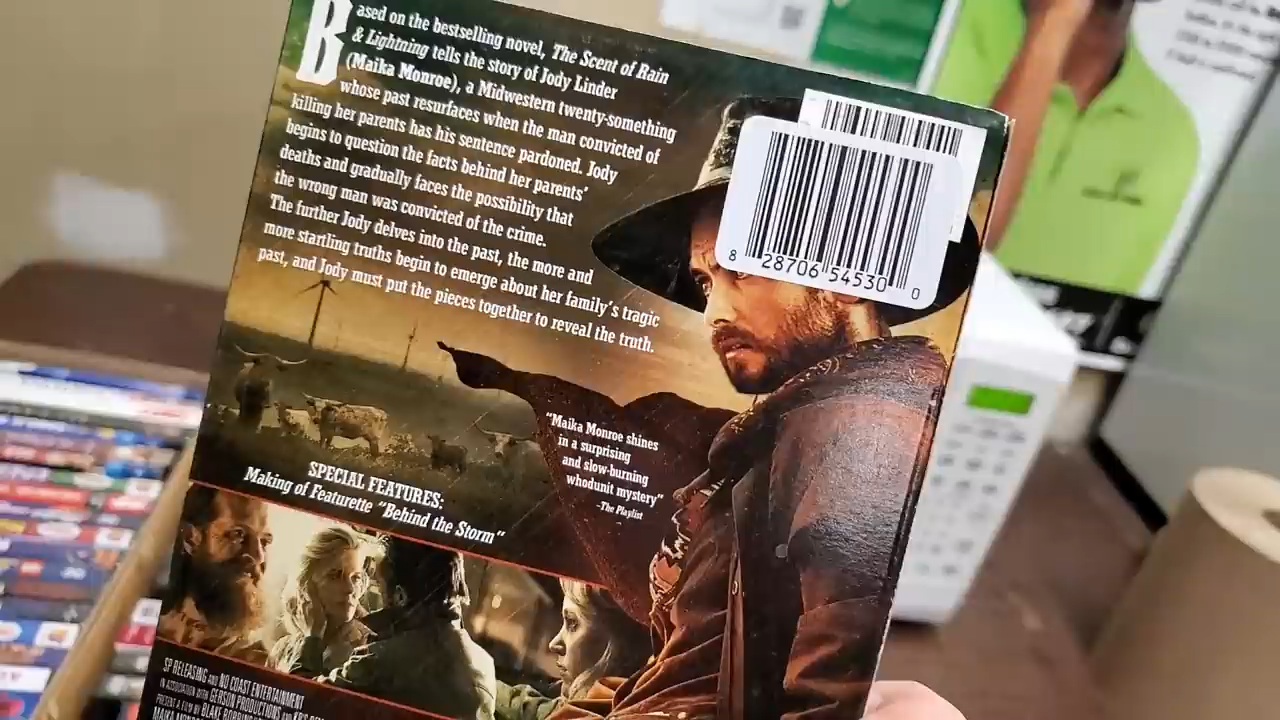 Based on the bestselling novel, The Scent of Rain
& Lightning tells the story of Jody Linder
(Maika Monroe), a Midwestern twenty-something
whose past resurfaces when the man convicted of
killing her parents has his sentence pardoned. Jody
begins to question the facts behind her parents'
deaths and gradually faces the possibility that
the wrong man was convicted of the crime.
The further Jody delves into the past, the more and
more startling truths begin to emerge about her family's tragic
past, and Jody must put the pieces together to reveal the truth.
8 28706 54530 0
"Maika Monroe shines
in a surprising
and slow-burning
whodunit mystery"
-The Playlist
SPECIAL FEATURES:
Making of Featurette "Behind the Storm"
SP RELEASING AND NO COAST ENTERTAINMENT
IN ASSOCIATION WITH GERSON PRODUCTIONS AND
PRESENT A FILM BY BLAKE